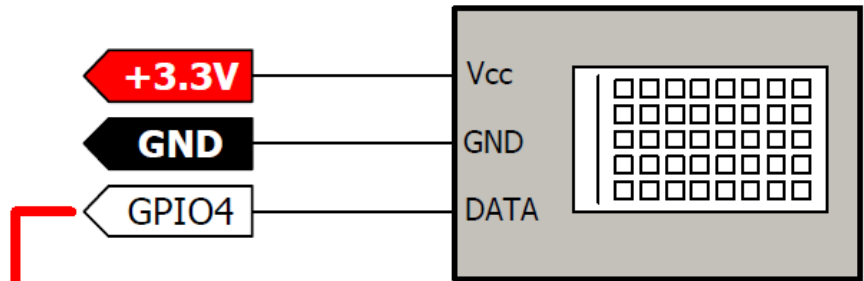 +3.3V Vcc
GND GND
GPIO4 DATA